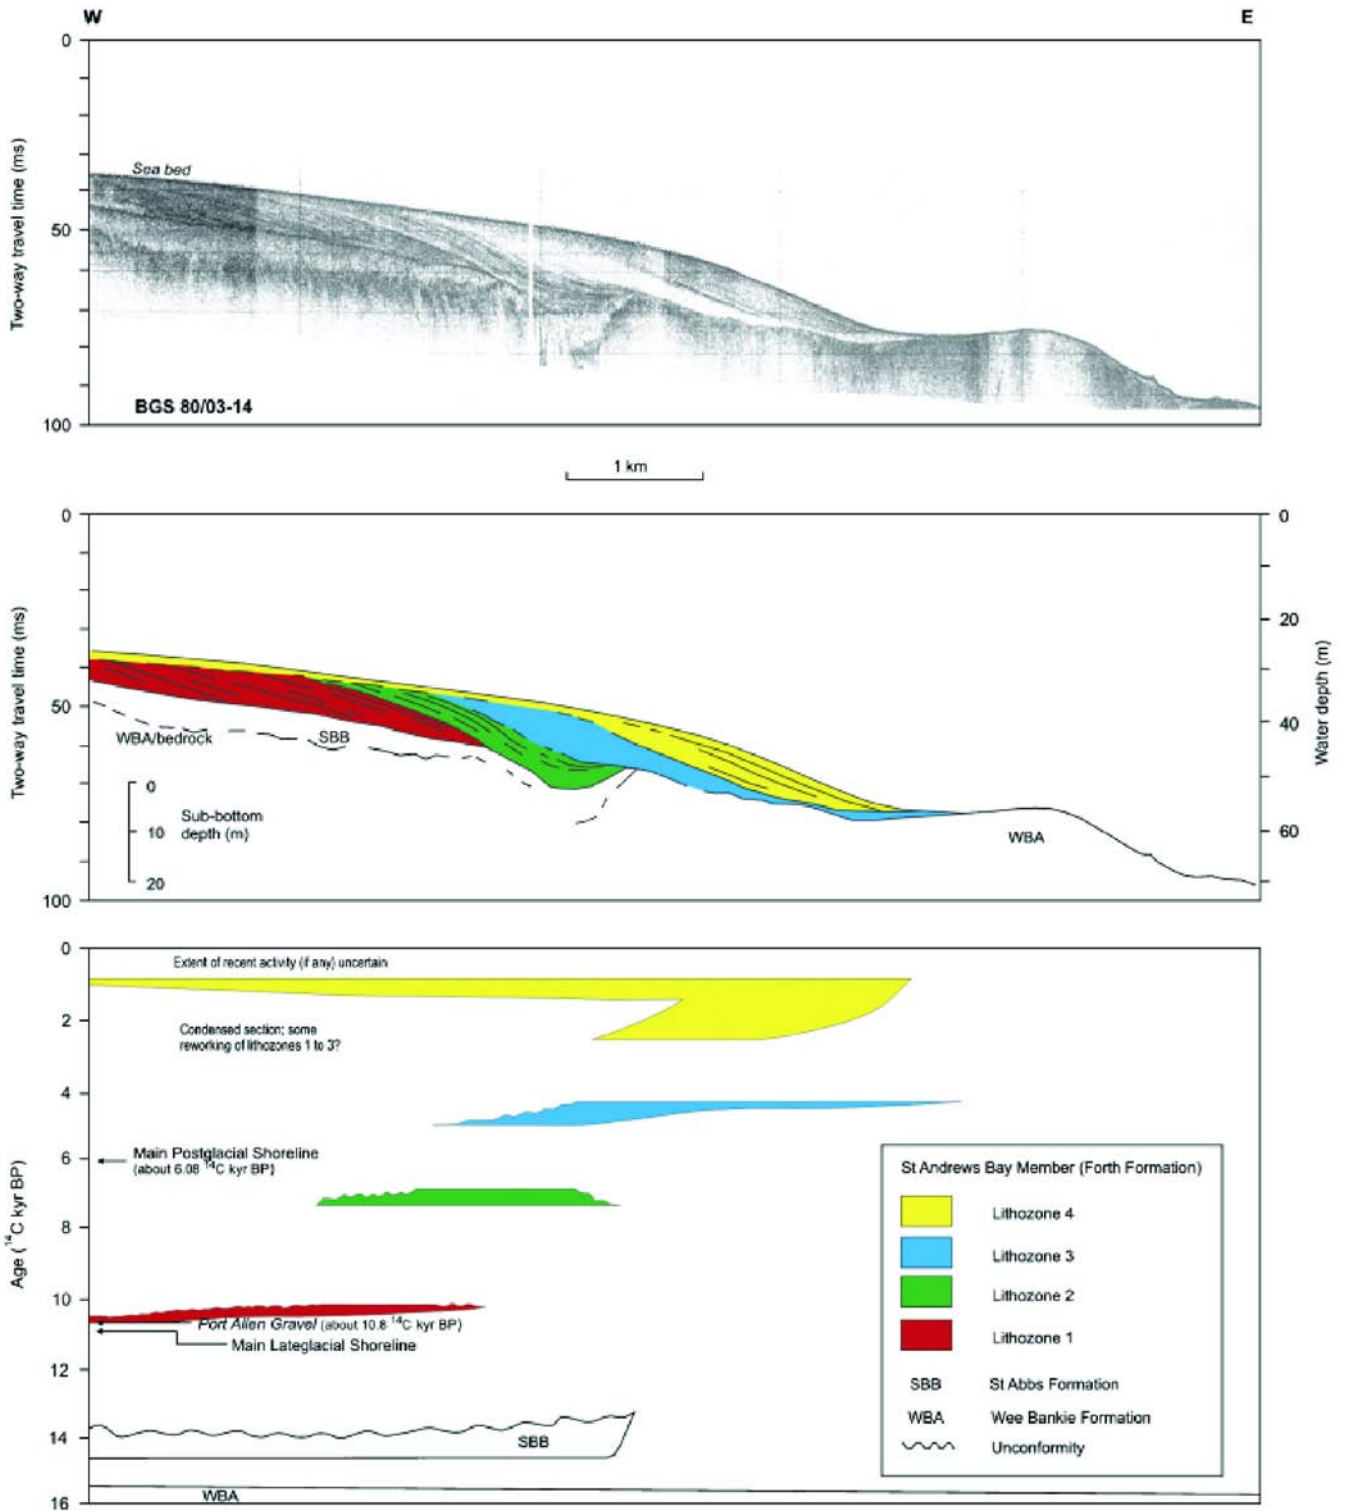 W
E
0
50
100
Two-way travel time (ms)
Sea bed
BGS 80/03-14
1 km
0
50
100
Two-way travel time (ms)
0
20
40
60
Water depth (m)
WBA/bedrock
SBB
0
10
20
Sub-bottom
depth (m)
WBA
0
2
4
6
8
10
12
14
16
Age (¹⁴C kyr BP)
Extent of recent activity (if any) uncertain
Condensed section; some
reworking of lithozones 1 to 3?
Main Postglacial Shoreline
(about 6.08 ¹⁴C kyr BP)
Port Allen Gravel (about 10.8 ¹⁴C kyr BP)
Main Lateglacial Shoreline
SBB
WBA
St Andrews Bay Member (Forth Formation)
Lithozone 4
Lithozone 3
Lithozone 2
Lithozone 1
SBB St Abbs Formation
WBA Wee Bankie Formation
Unconformity